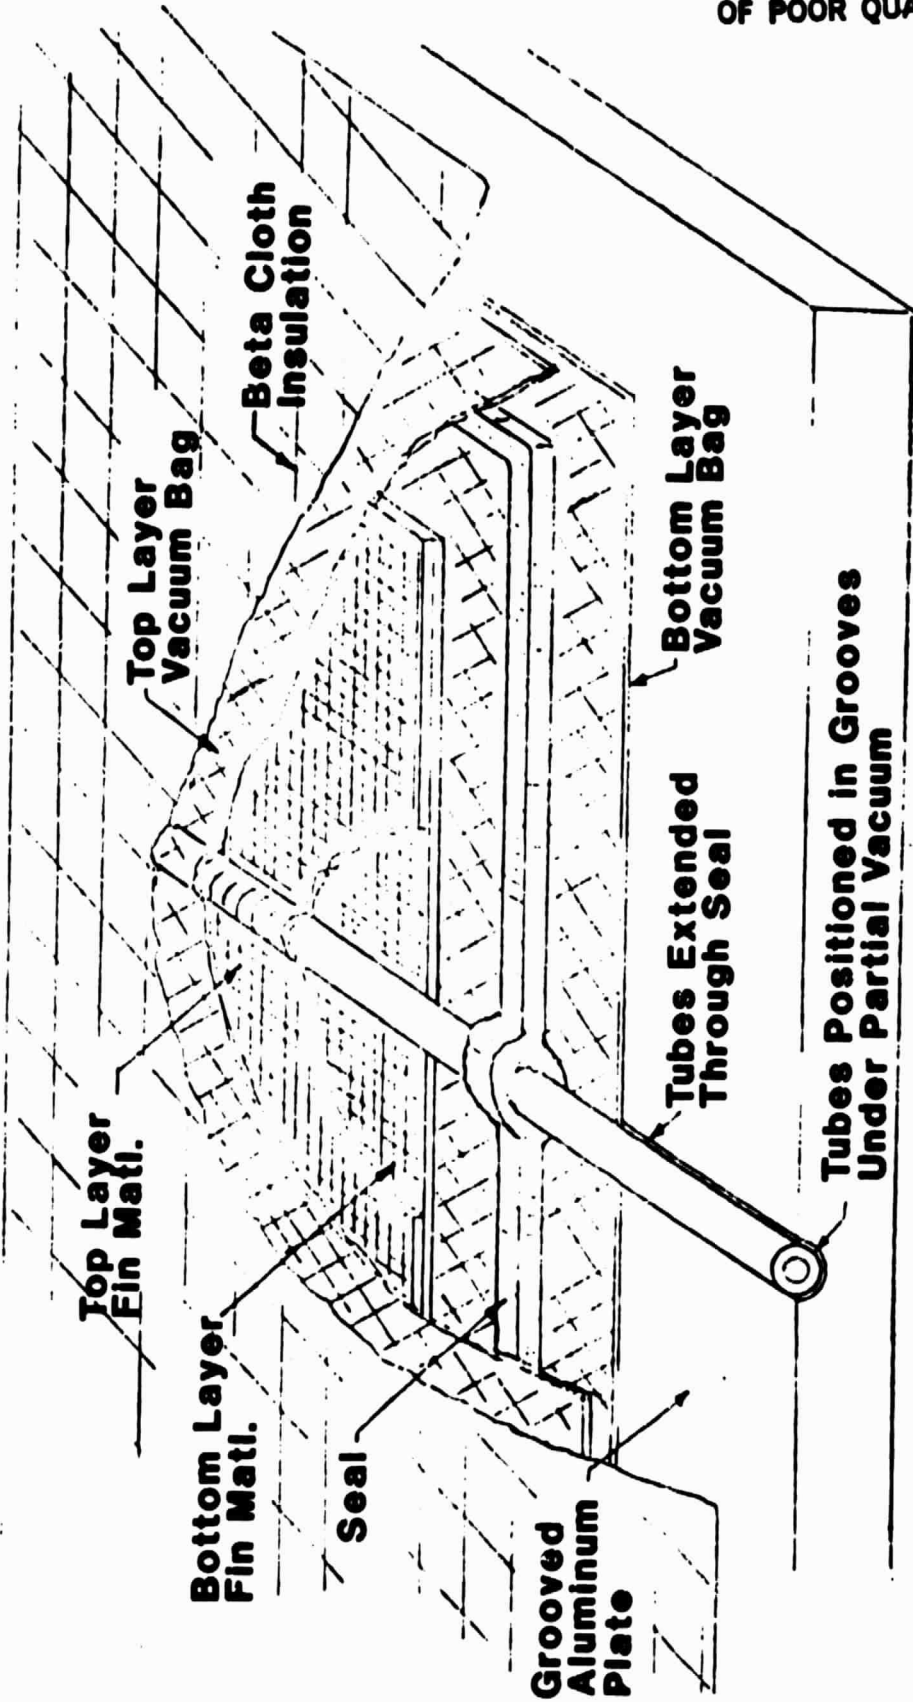 OF POOR QUA
Top Layer
Fin Matl.
Top Layer
Vacuum Bag
Beta Cloth
Insulation
Bottom Layer
Fin Matl.
Seal
Grooved
Aluminum
Plate
Bottom Layer
Vacuum Bag
Tubes Extended
Through Seal
Tubes Positioned in Grooves
Under Partial Vacuum